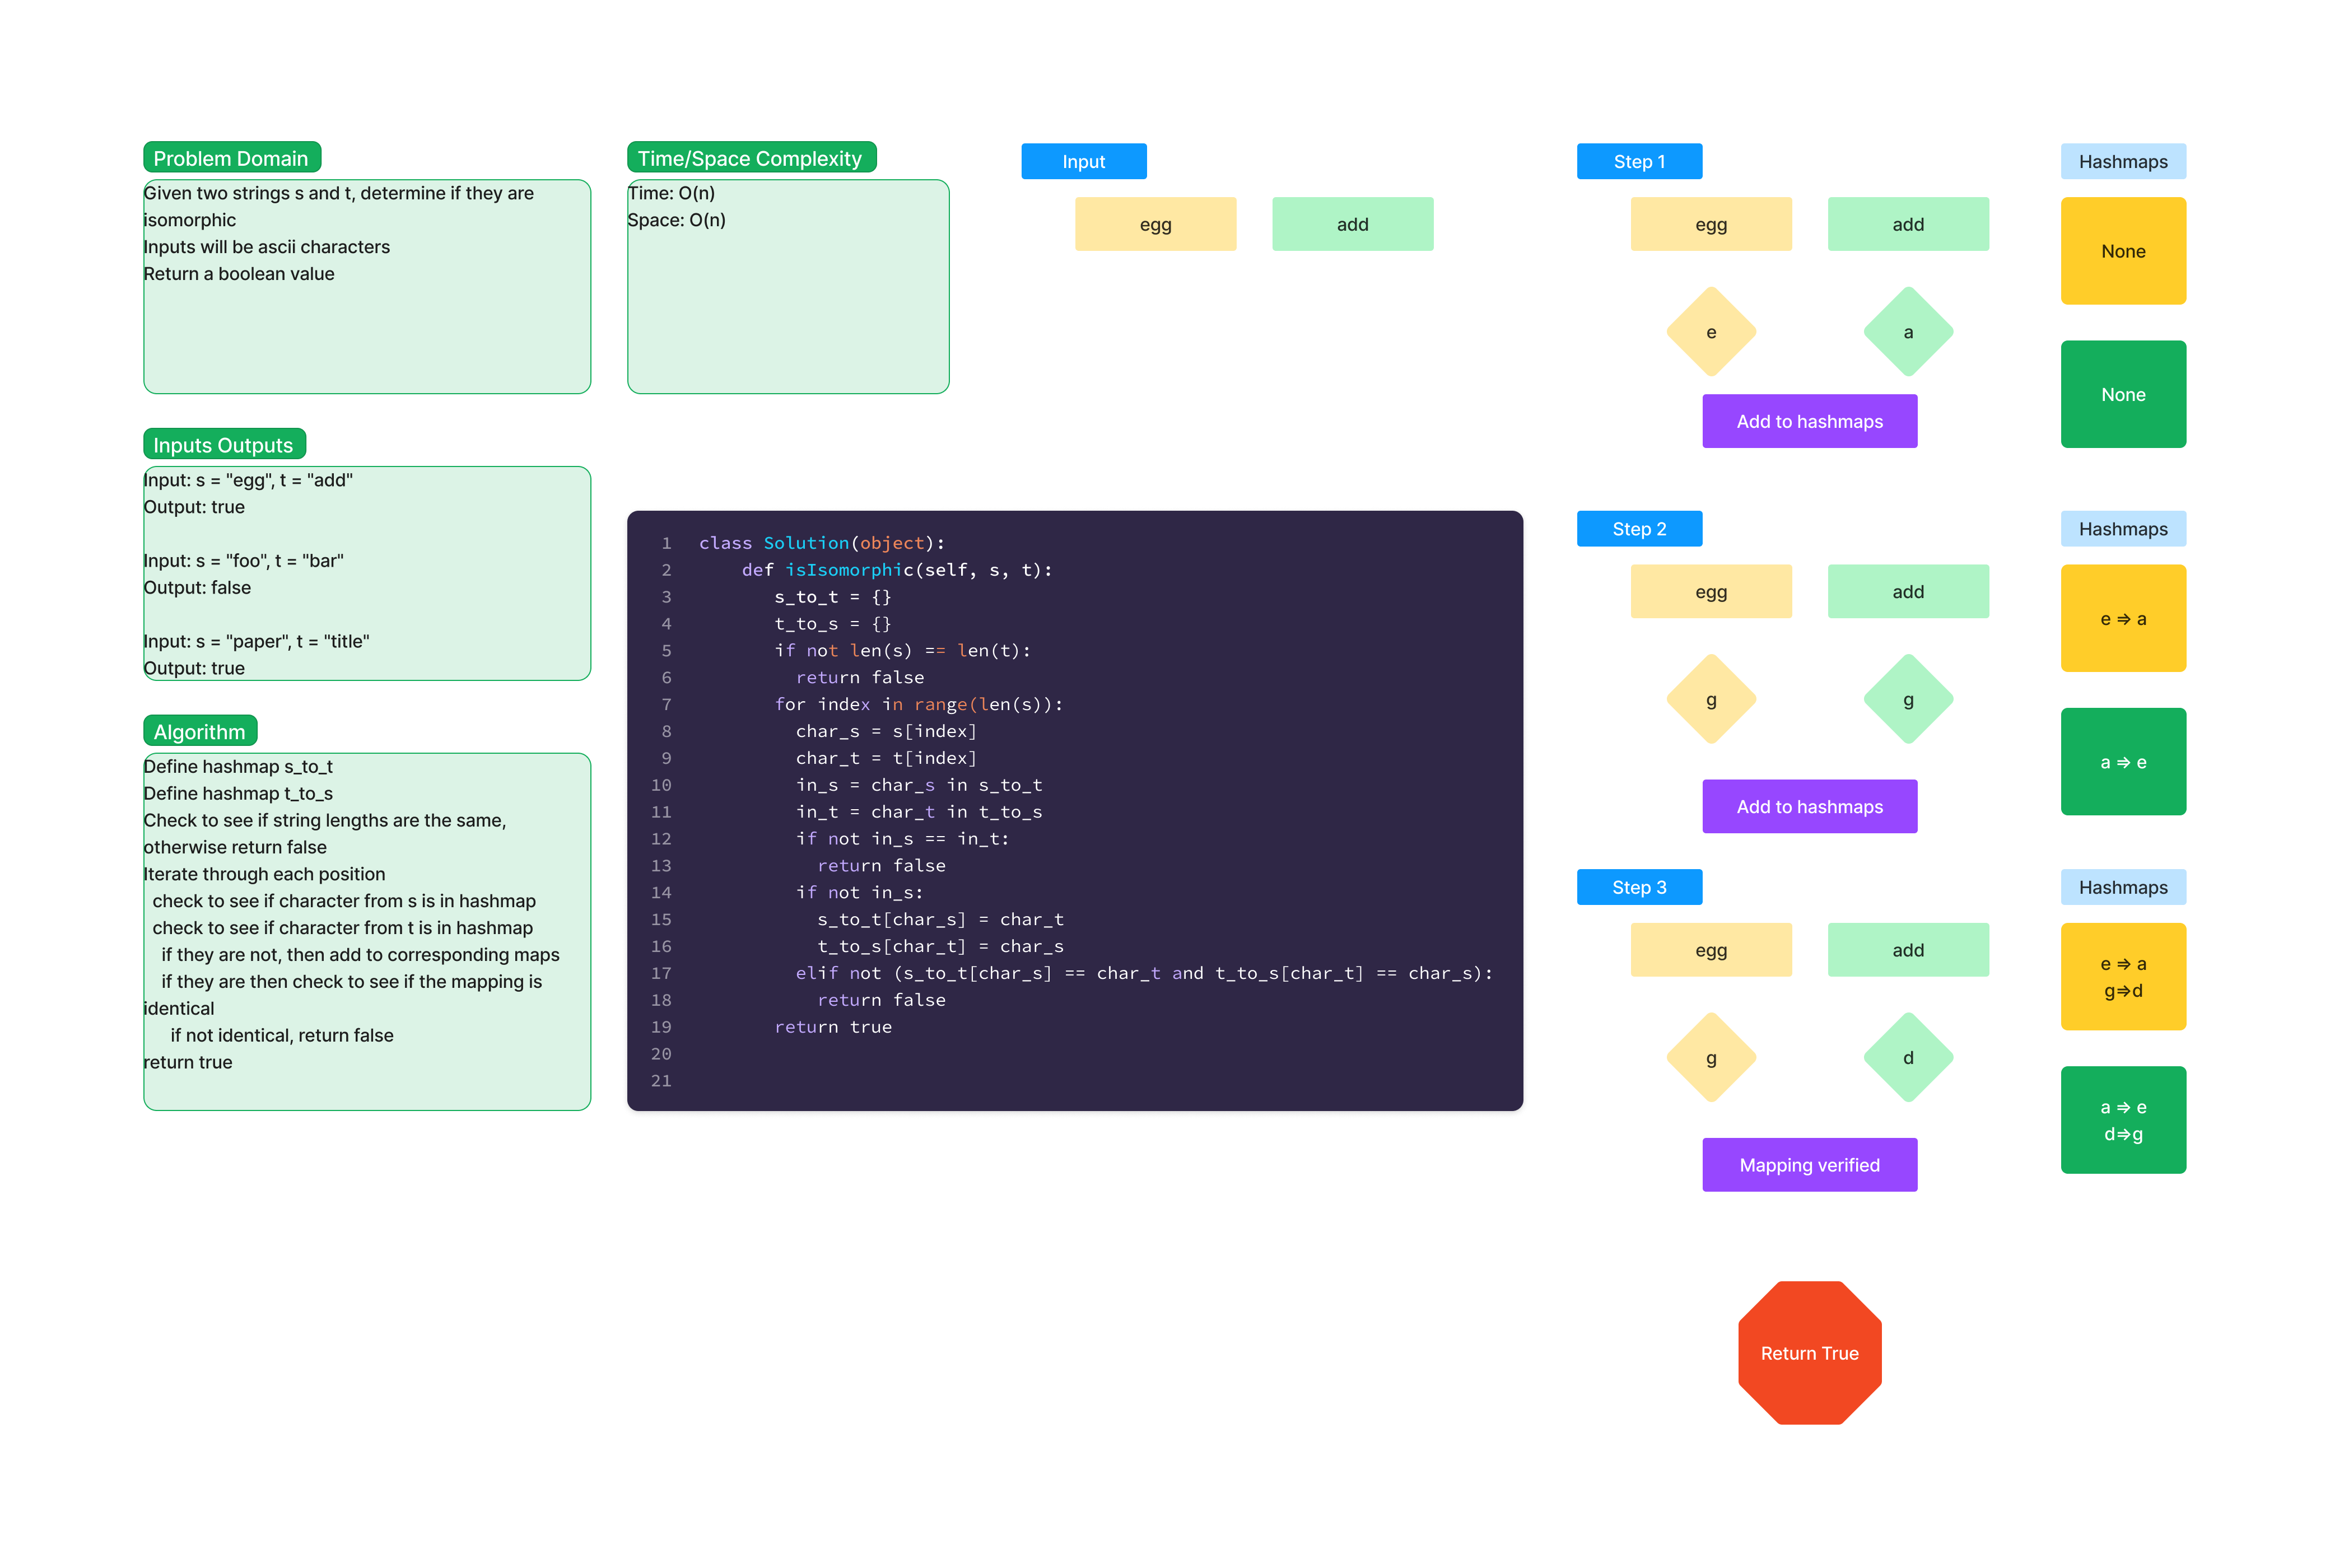 Problem Domain
Given two strings s and t, determine if they are
isomorphic
Inputs will be ascii characters
Return a boolean value
Inputs Outputs
Input: s = "egg", t = "add"
Output: true
Input: s = "foo", t = "bar"
Output: false
Input: s = "paper", t = "title"
Output: true
Algorithm
Define hashmap s_to_t
Define hashmap t_to_s
Check to see if string lengths are the same,
otherwise return false
Iterate through each position
check to see if character from s is in hashmap
check to see if character from t is in hashmap
if they are not, then add to corresponding maps
if they are then check to see if the mapping is
identical
if not identical, return false
return true
Time/Space Complexity
Time: O(n)
Space: O(n)
Input
egg add
1 class Solution(object):
2 def isIsomorphic(self, s, t):
3 s_to_t = {}
4 t_to_s = {}
5 if not len(s) == len(t):
6 return false
7 for index in range(len(s)):
8 char_s = s[index]
9 char_t = t[index]
10 in_s = char_s in s_to_t
11 in_t = char_t in t_to_s
12 if not in_s == in_t:
13 return false
14 if not in_s:
15 s_to_t[char_s] = char_t
16 t_to_s[char_t] = char_s
17 elif not (s_to_t[char_s] == char_t and t_to_s[char_t] == char_s):
18 return false
19 return true
20
21
Step 1
egg add
e a
Add to hashmaps
Hashmaps
None
None
Step 2
egg add
g g
Add to hashmaps
Hashmaps
e ⇒ a
a ⇒ e
Step 3
egg add
g d
Mapping verified
Hashmaps
e ⇒ a
g⇒d
a ⇒ e
d⇒g
Return True